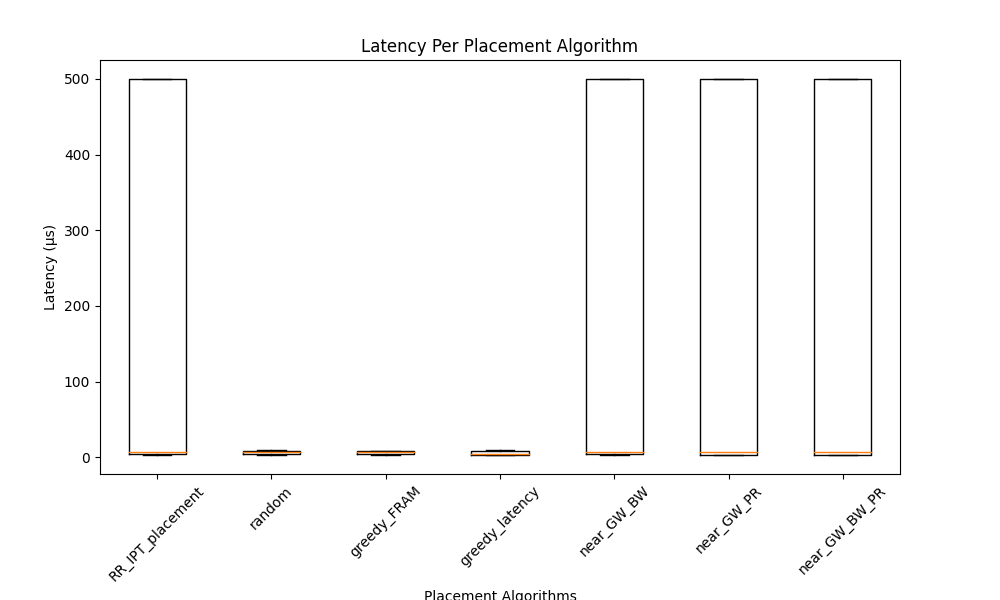 Latency Per Placement Algorithm
500
400
300
200
100
0
Latency (µs)
RR_IPT_placement
random
greedy_FRAM
greedy_latency
near_GW_BW
near_GW_PR
near_GW_BW_PR
Placement Algorithms